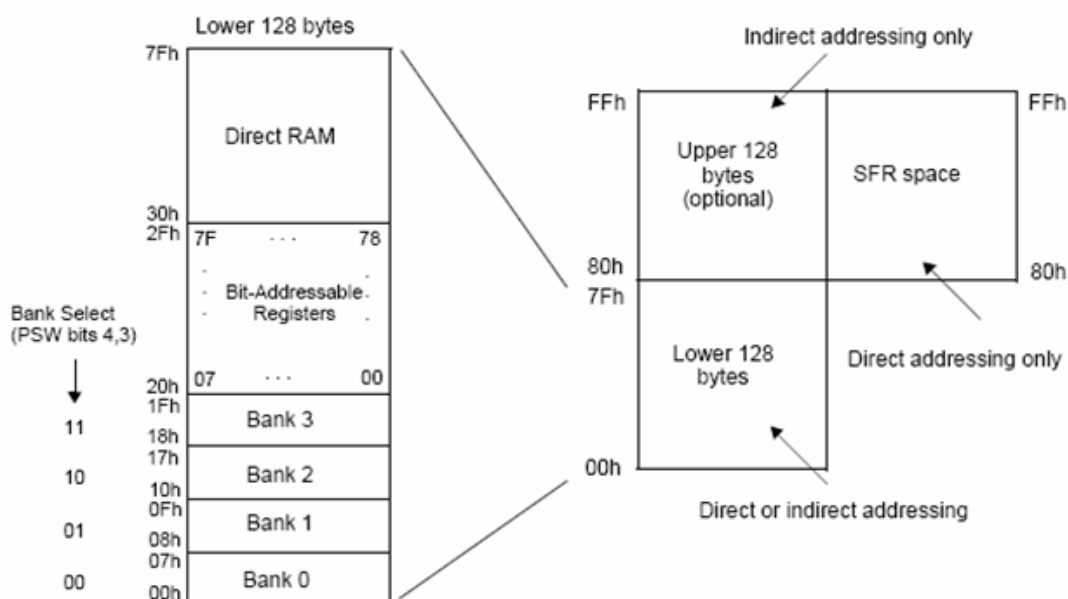 Lower 128 bytes
7Fh
Direct RAM
30h
2Fh
7F ... 78
Bit-Addressable
Registers
07 ... 00
20h
Bank Select
(PSW bits 4,3)
11
1Fh
Bank 3
18h
10
17h
Bank 2
10h
01
0Fh
Bank 1
08h
00
07h
Bank 0
00h
Indirect addressing only
FFh
FFh
Upper 128
bytes
(optional)
SFR space
80h
80h
7Fh
Lower 128
bytes
Direct addressing only
00h
Direct or indirect addressing